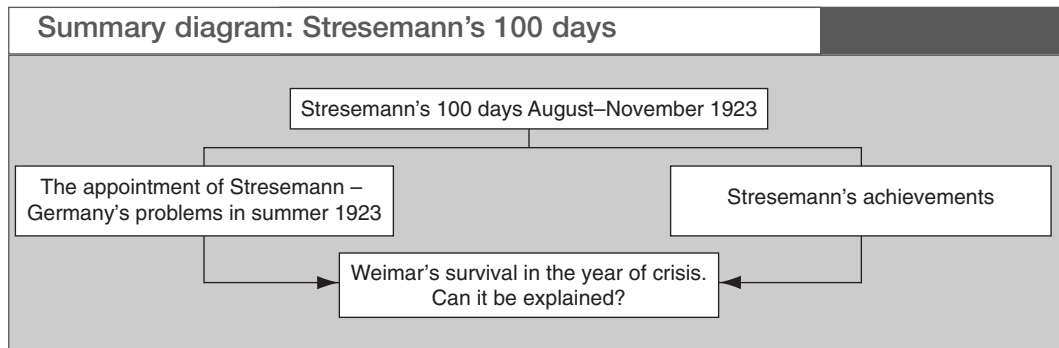 Summary diagram: Stresemann's 100 days
Stresemann's 100 days August–November 1923
The appointment of Stresemann –
Germany's problems in summer 1923
Stresemann's achievements
Weimar's survival in the year of crisis.
Can it be explained?